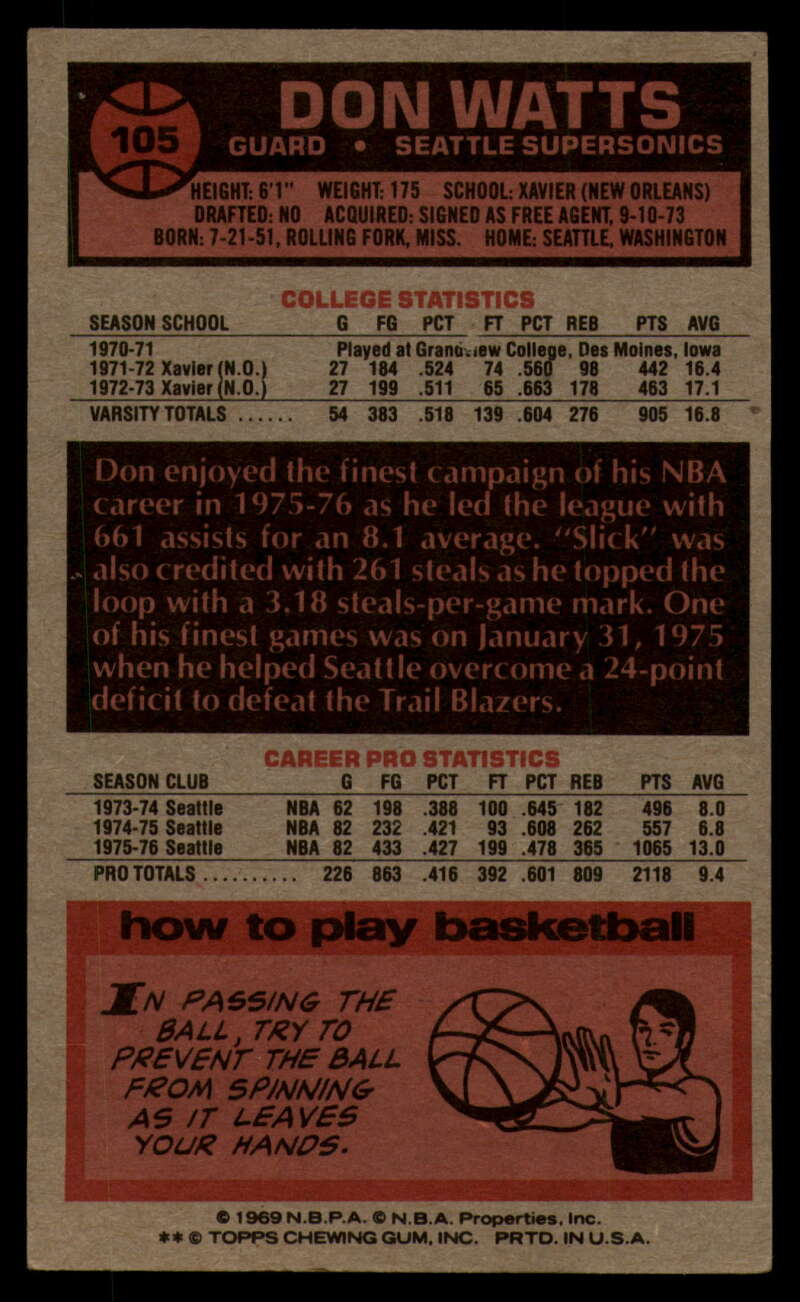 105
DON WATTS
GUARD • SEATTLE SUPERSONICS
HEIGHT: 6'1" WEIGHT: 175 SCHOOL: XAVIER (NEW ORLEANS)
DRAFTED: NO ACQUIRED: SIGNED AS FREE AGENT, 9-10-73
BORN: 7-21-51, ROLLING FORK, MISS. HOME: SEATTLE, WASHINGTON
COLLEGE STATISTICS
SEASON SCHOOL G FG PCT FT PCT REB PTS AVG
1970-71 Played at Grandview College, Des Moines, Iowa
1971-72 Xavier (N.O.) 27 184 .524 74 .560 98 442 16.4
1972-73 Xavier (N.O.) 27 199 .511 65 .663 178 463 17.1
VARSITY TOTALS ...... 54 383 .518 139 .604 276 905 16.8
Don enjoyed the finest campaign of his NBA
career in 1975-76 as he led the league with
661 assists for an 8.1 average. "Slick" was
also credited with 261 steals as he topped the
loop with a 3.18 steals-per-game mark. One
of his finest games was on January 31, 1975
when he helped Seattle overcome a 24-point
deficit to defeat the Trail Blazers.
CAREER PRO STATISTICS
SEASON CLUB G FG PCT FT PCT REB PTS AVG
1973-74 Seattle NBA 62 198 .388 100 .645 182 496 8.0
1974-75 Seattle NBA 82 232 .421 93 .608 262 557 6.8
1975-76 Seattle NBA 82 433 .427 199 .478 365 1065 13.0
PRO TOTALS .......... 226 863 .416 392 .601 809 2118 9.4
how to play basketball
IN PASSING THE
BALL, TRY TO
PREVENT THE BALL
FROM SPINNING
AS IT LEAVES
YOUR HANDS.
© 1969 N.B.P.A. © N.B.A. Properties, Inc.
** © TOPPS CHEWING GUM, INC. PRTD. IN U.S.A.